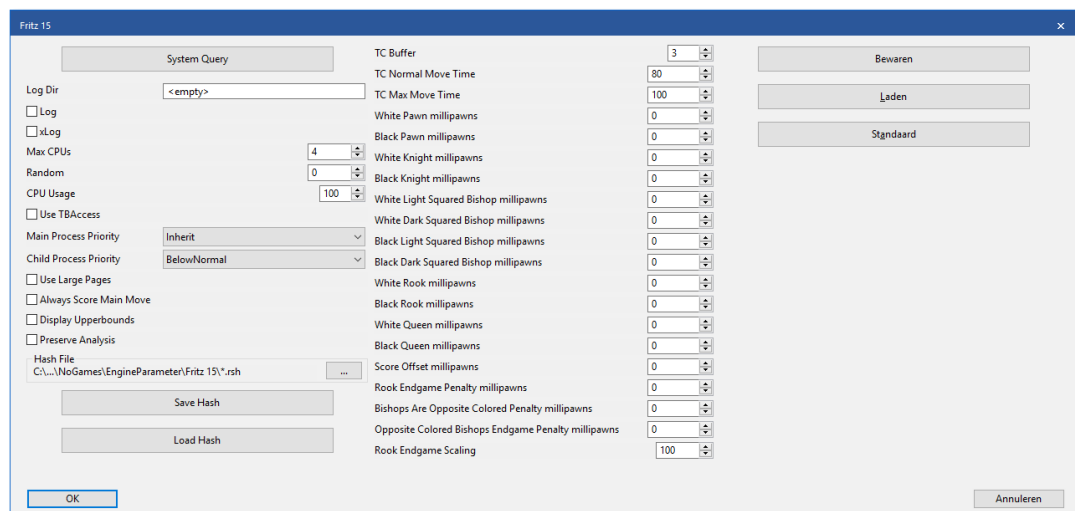 Fritz 15
System Query
Log Dir
<empty>
Log
xLog
Max CPUs
4
Random
0
CPU Usage
100
Use TBAccess
Main Process Priority
Inherit
Child Process Priority
BelowNormal
Use Large Pages
Always Score Main Move
Display Upperbounds
Preserve Analysis
Hash File
C:\...\NoGames\EngineParameter\Fritz 15\*.rsh
...
Save Hash
Load Hash
OK
TC Buffer
3
TC Normal Move Time
80
TC Max Move Time
100
White Pawn millipawns
0
Black Pawn millipawns
0
White Knight millipawns
0
Black Knight millipawns
0
White Light Squared Bishop millipawns
0
White Dark Squared Bishop millipawns
0
Black Light Squared Bishop millipawns
0
Black Dark Squared Bishop millipawns
0
White Rook millipawns
0
Black Rook millipawns
0
White Queen millipawns
0
Black Queen millipawns
0
Score Offset millipawns
0
Rook Endgame Penalty millipawns
0
Bishops Are Opposite Colored Penalty millipawns
0
Opposite Colored Bishops Endgame Penalty millipawns
0
Rook Endgame Scaling
100
Bewaren
Laden
Standaard
Annuleren